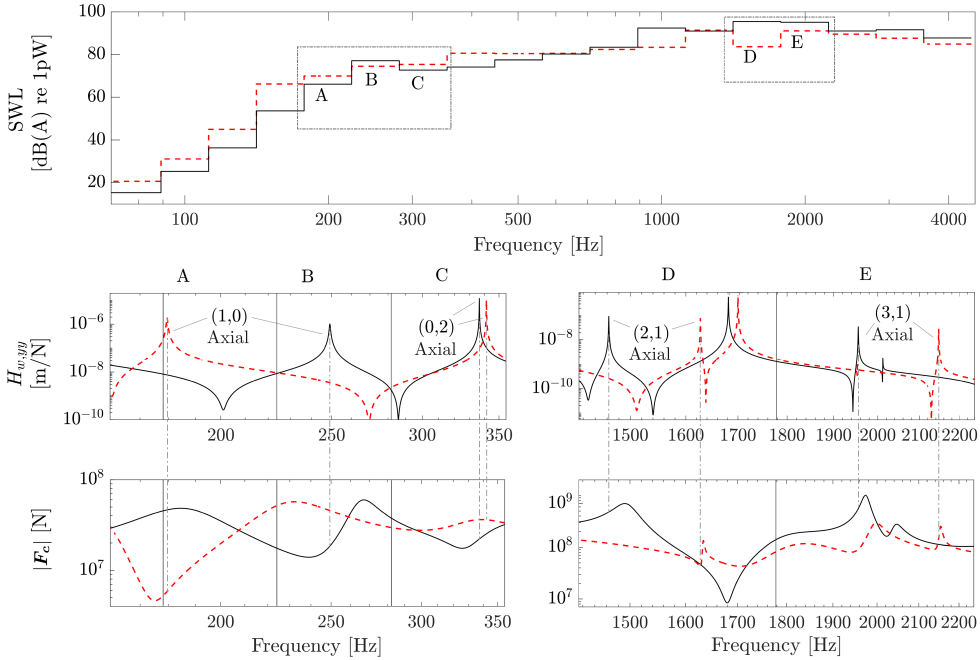 100
80
60
40
20
SWL
[dB(A) re 1pW]
A
B
C
D
E
100 200 300 500 1000 2000 4000
Frequency [Hz]
A B C
10^-6
10^-8
10^-10
H_{w,yy}
[m/N]
(1,0)
Axial
(0,2)
Axial
200 250 300 350
D E
10^-8
10^-10
(2,1)
Axial
(3,1)
Axial
1500 1600 1700 1800 1900 2000 2100 2200
10^8
10^7
|F_c| [N]
200 250 300 350
Frequency [Hz]
10^9
10^8
10^7
1400 1500 1600 1700 1800 1900 2000 2100 2200
Frequency [Hz]